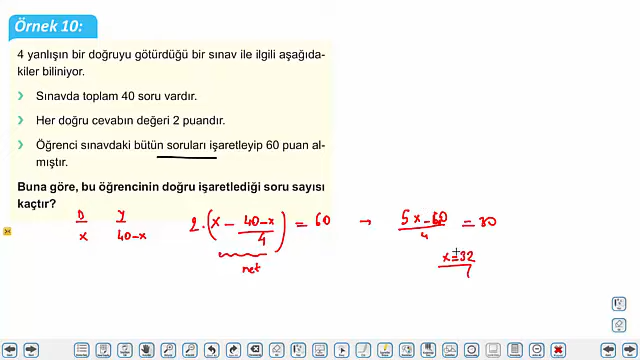 Örnek 10:
4 yanlışın bir doğruyu götürdüğü bir sınav ile ilgili aşağıda-
kiler biliniyor.
Sınavda toplam 40 soru vardır.
Her doğru cevabın değeri 2 puandır.
Öğrenci sınavdaki bütün soruları işaretleyip 60 puan al-
mıştır.
Buna göre, bu öğrencinin doğru işaretlediği soru sayısı
kaçtır?
D Y
x 40-x
2.(x - 40-x/4) = 60 → 5x-40/4 = 30
net
x=32